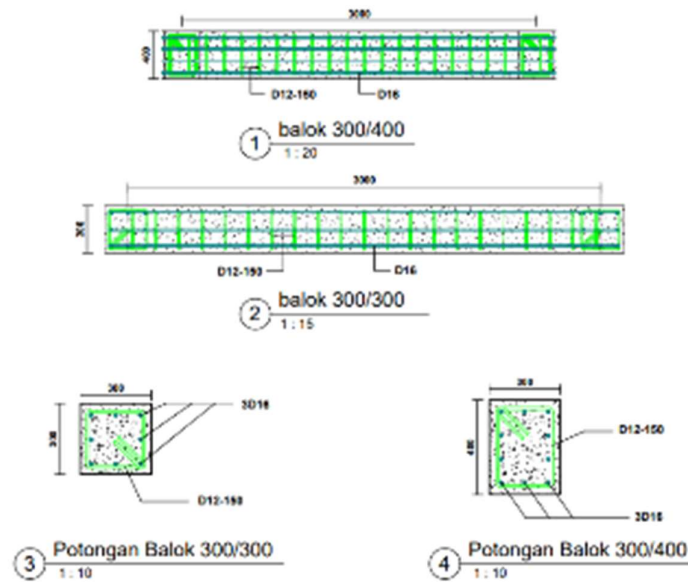 3000
400
D12-150
D16
1
balok 300/400
1 : 20
3000
300
D12-150
D16
2
balok 300/300
1 : 15
300
300
3D16
D12-150
3
Potongan Balok 300/300
1 : 10
300
400
D12-150
3D16
4
Potongan Balok 300/400
1 : 10